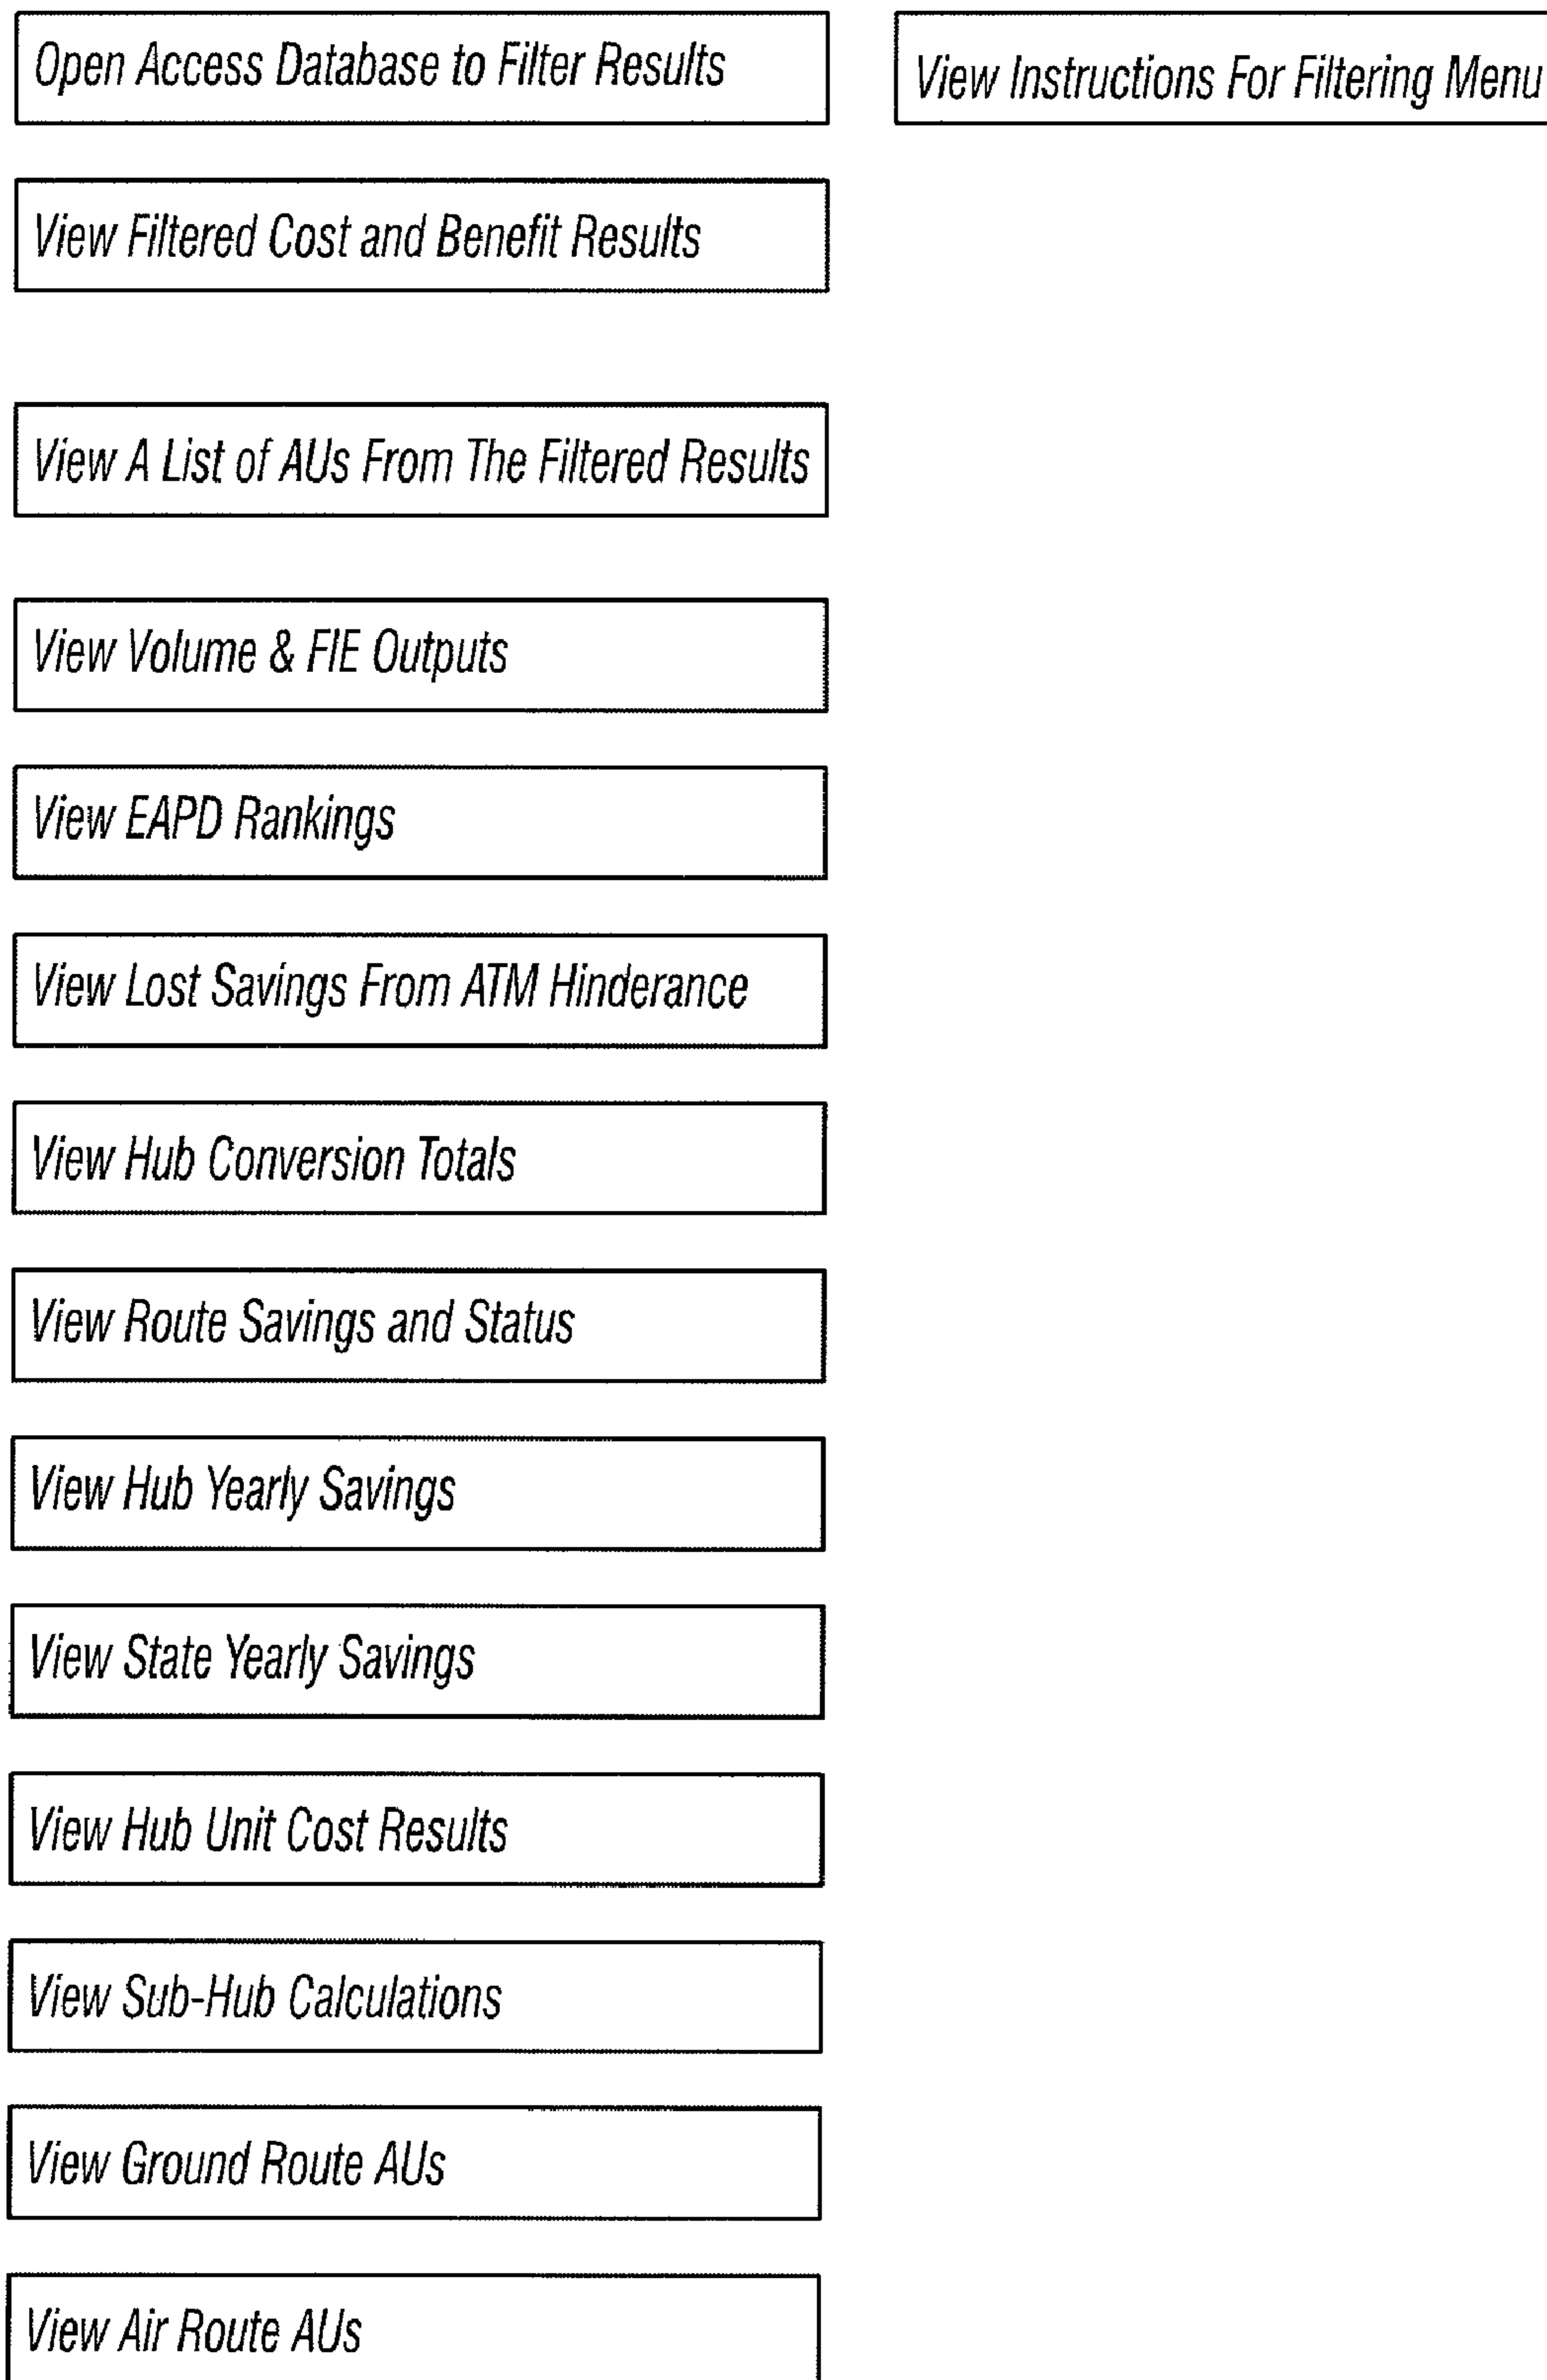 Open Access Database to Filter Results
View Instructions For Filtering Menu
View Filtered Cost and Benefit Results
View A List of AUs From The Filtered Results
View Volume & FIE Outputs
View EAPD Rankings
View Lost Savings From ATM Hinderance
View Hub Conversion Totals
View Route Savings and Status
View Hub Yearly Savings
View State Yearly Savings
View Hub Unit Cost Results
View Sub-Hub Calculations
View Ground Route AUs
View Air Route AUs